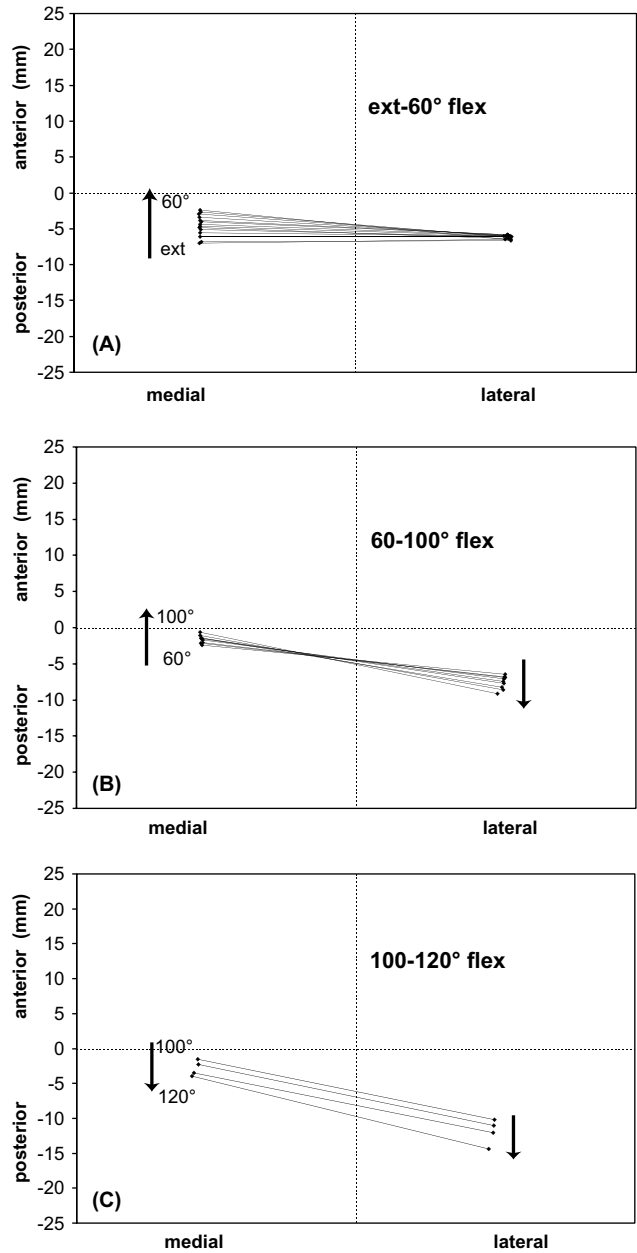 25
20
15
10
5
0
-5
-10
-15
-20
-25
anterior (mm)
posterior
ext-60° flex
60°
ext
(A)
medial lateral
25
20
15
10
5
0
-5
-10
-15
-20
-25
anterior (mm)
posterior
60-100° flex
100°
60°
(B)
medial lateral
25
20
15
10
5
0
-5
-10
-15
-20
-25
anterior (mm)
posterior
100-120° flex
100°
120°
(C)
medial lateral